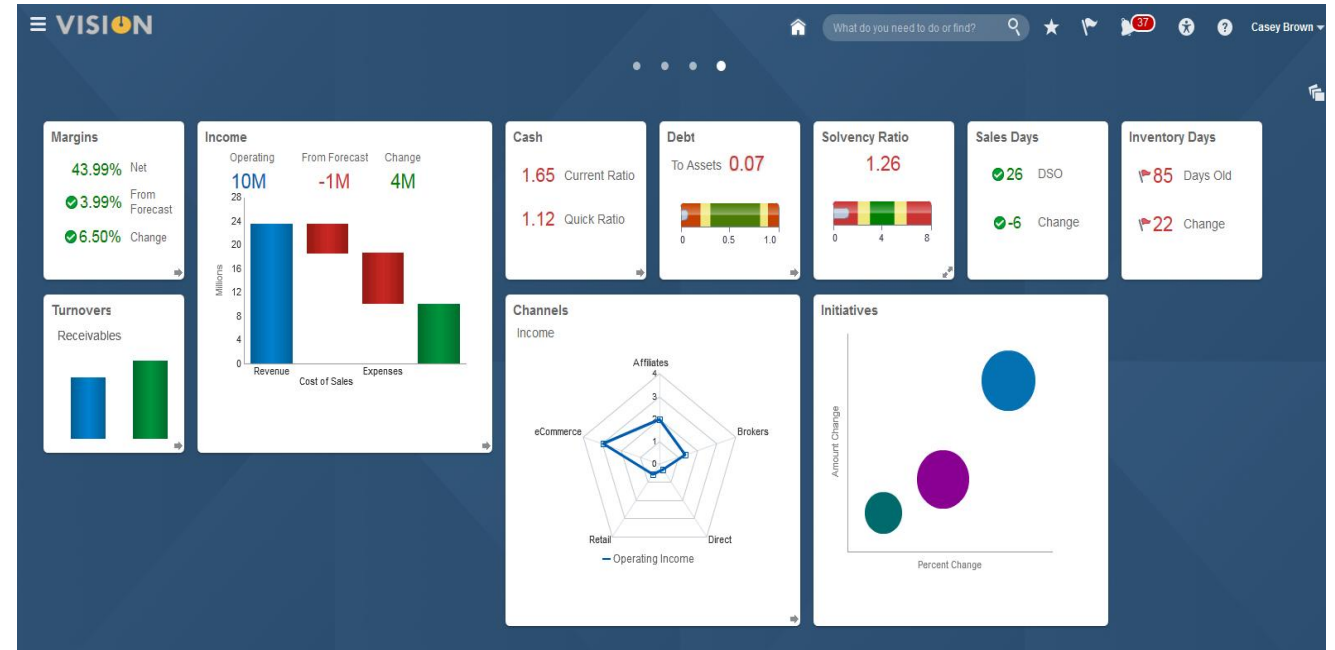 VISION
What do you need to do or find?
37
Casey Brown
Margins
43.99% Net
3.99% From Forecast
6.50% Change
Income
Operating From Forecast Change
10M -1M 4M
28
24
20
16
12
8
4
0
Millions
Revenue
Cost of Sales
Expenses
Cash
1.65 Current Ratio
1.12 Quick Ratio
Debt
To Assets 0.07
0 0.5 1.0
Solvency Ratio
1.26
0 4 8
Sales Days
26 DSO
-6 Change
Inventory Days
85 Days Old
22 Change
Turnovers
Receivables
Channels
Income
Affiliates
4
3
2
1
0
eCommerce
Brokers
Retail
Direct
Operating Income
Initiatives
Amount Change
Percent Change